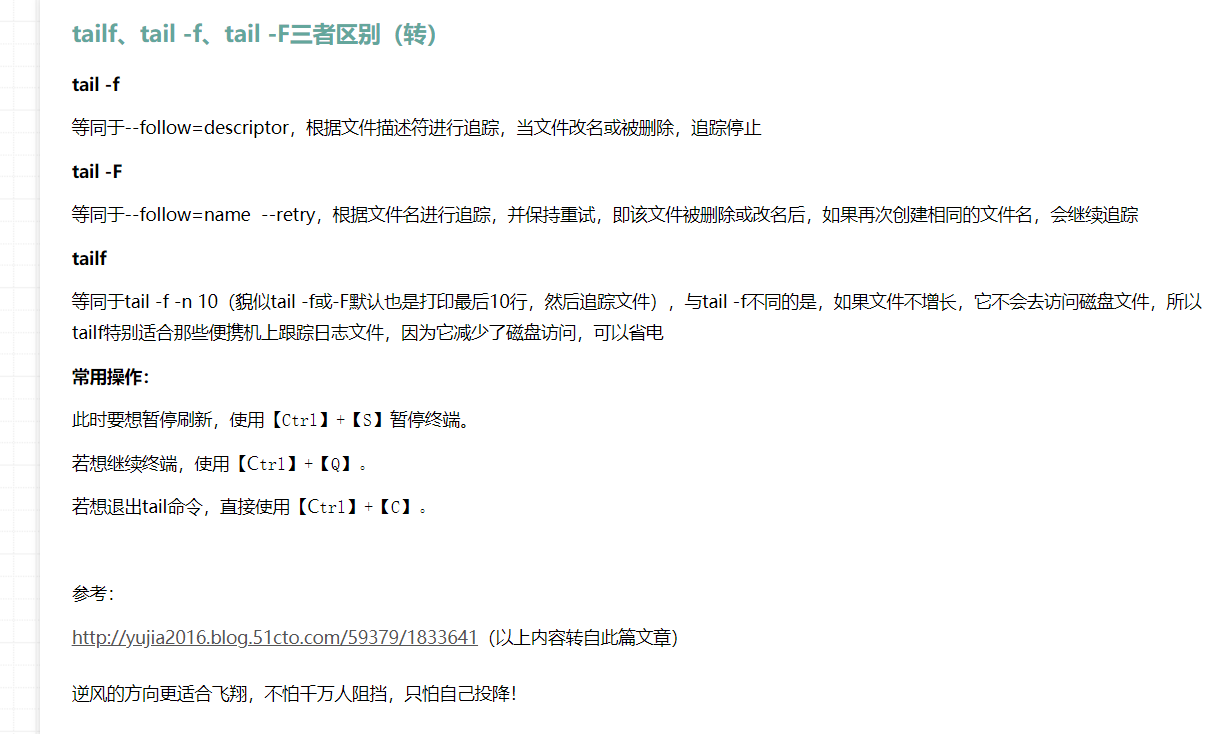 tailf、tail -f、tail -F三者区别（转）
tail -f
等同于--follow=descriptor，根据文件描述符进行追踪，当文件改名或被删除，追踪停止
tail -F
等同于--follow=name  --retry，根据文件名进行追踪，并保持重试，即该文件被删除或改名后，如果再次创建相同的文件名，会继续追踪
tailf
等同于tail -f -n 10（貌似tail -f或-F默认也是打印最后10行，然后追踪文件），与tail -f不同的是，如果文件不增长，它不会去访问磁盘文件，所以
tailf特别适合那些便携机上跟踪日志文件，因为它减少了磁盘访问，可以省电
常用操作：
此时要想暂停刷新，使用【Ctrl】+【S】暂停终端。
若想继续终端，使用【Ctrl】+【Q】。
若想退出tail命令，直接使用【Ctrl】+【C】。
参考：
http://yujia2016.blog.51cto.com/59379/1833641（以上内容转自此篇文章）
逆风的方向更适合飞翔，不怕千万人阻挡，只怕自己投降！